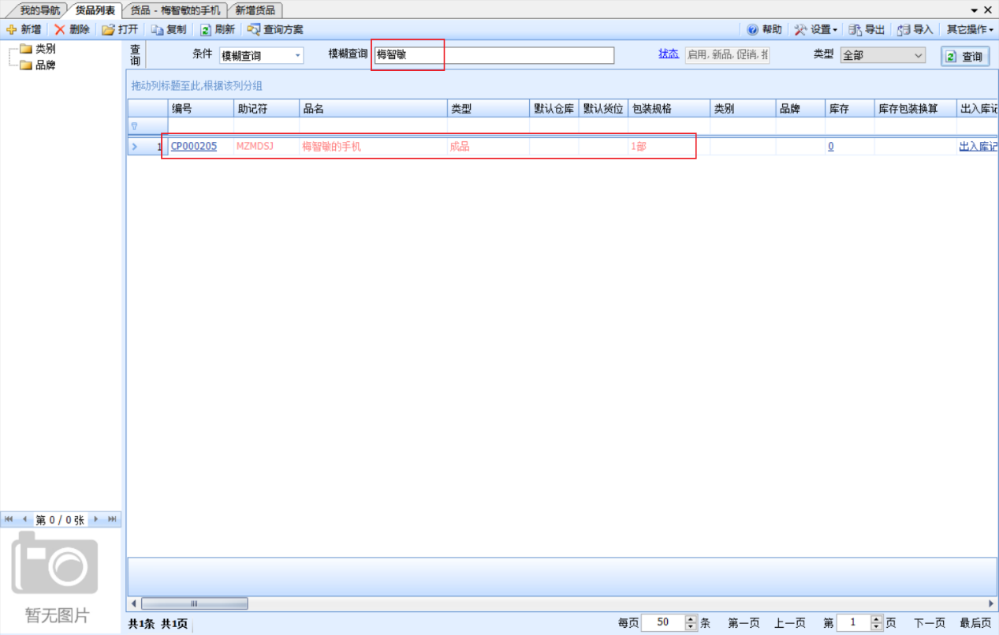 我的导航 货品列表 货品 - 梅智敏的手机 新增货品
新增 删除 打开 复制 刷新 查询方案 帮助 设置 导出 导入 其它操作
类别
品牌
查询 条件 模糊查询 模糊查询 梅智敏 状态 启用, 新品, 促销, 类型 全部 查询
拖动列标题至此,根据该列分组
编号 助记符 品名 类型 默认仓库 默认货位 包装规格 类别 品牌 库存 库存包装换算 出入库记
1 CP000205 MZMDSJ 梅智敏的手机 成品 1部 0 出入库记
第 0 / 0 张
暂无图片
共1条 共1页 每页 50 条 第一页 上一页 第 1 页 下一页 最后页